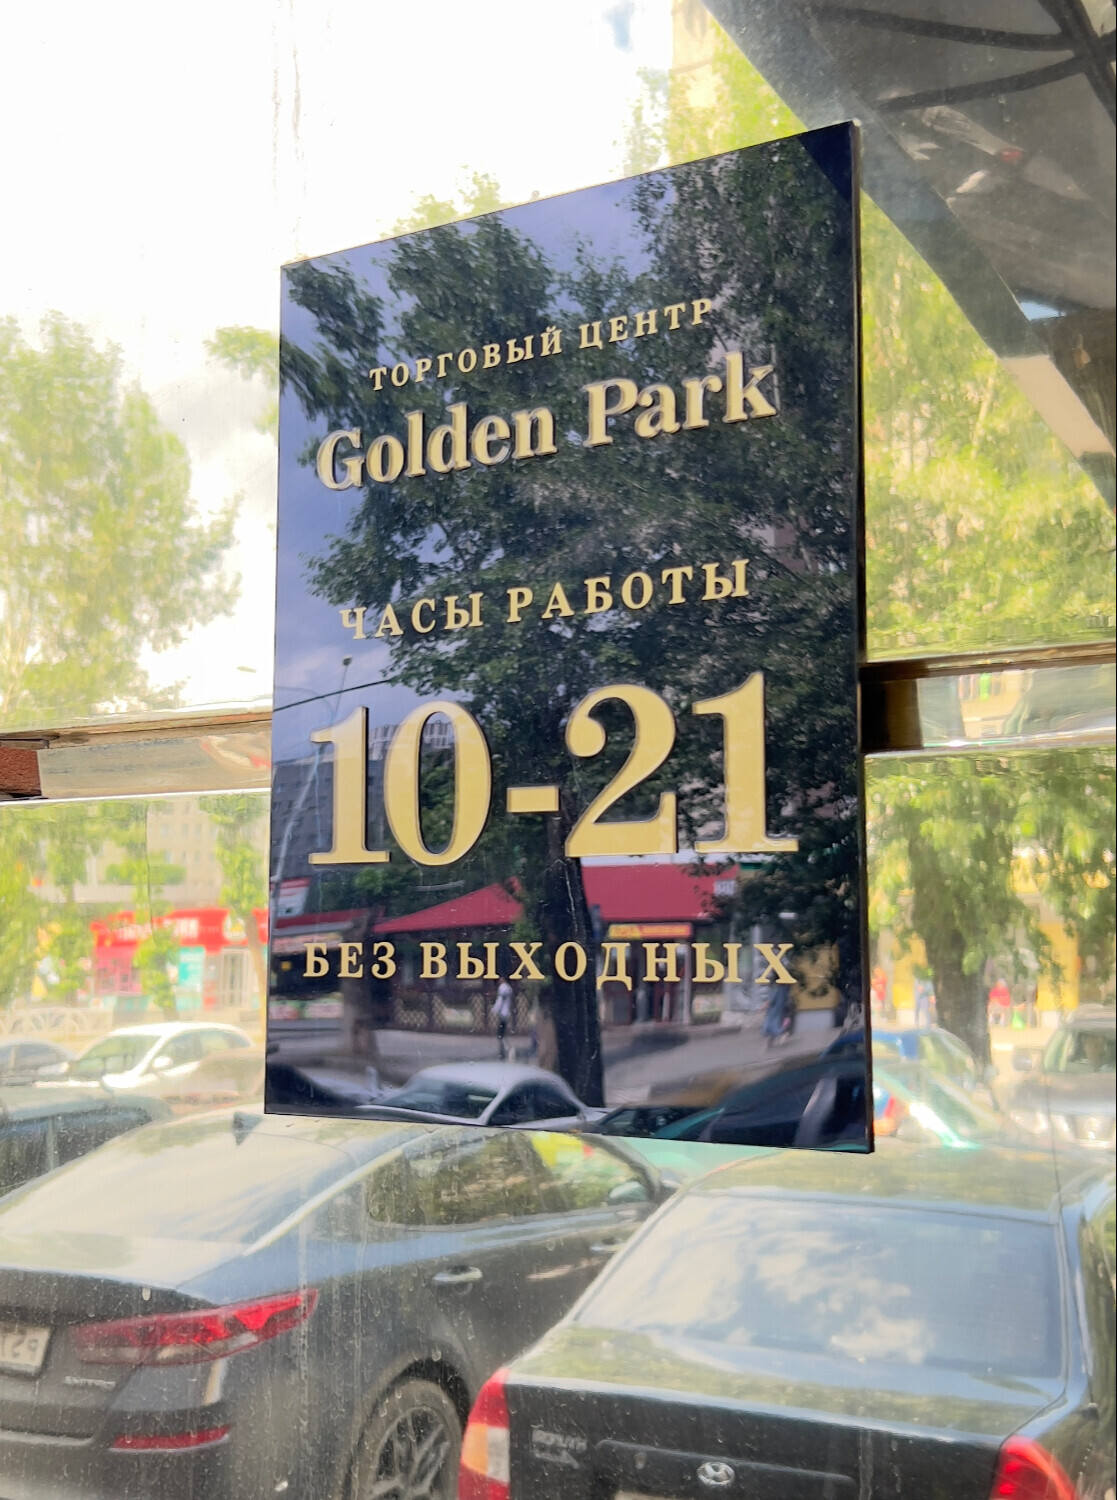 ТОРГОВЫЙ ЦЕНТР
Golden Park
ЧАСЫ РАБОТЫ
10-21
БЕЗ ВЫХОДНЫХ